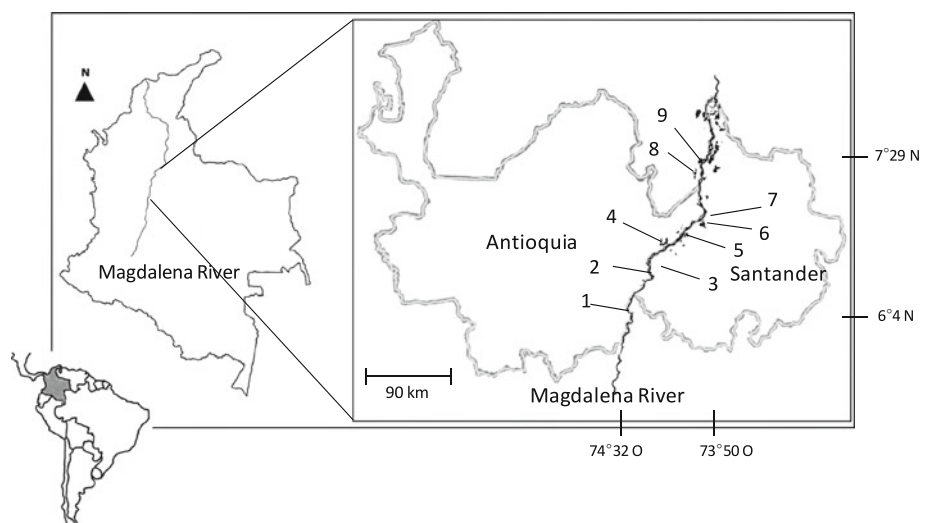 N
Magdalena River
9
8
7
4
6
Antioquia
5
2
3
Santander
1
90 km
Magdalena River
7°29 N
6°4 N
74°32 O
73°50 O